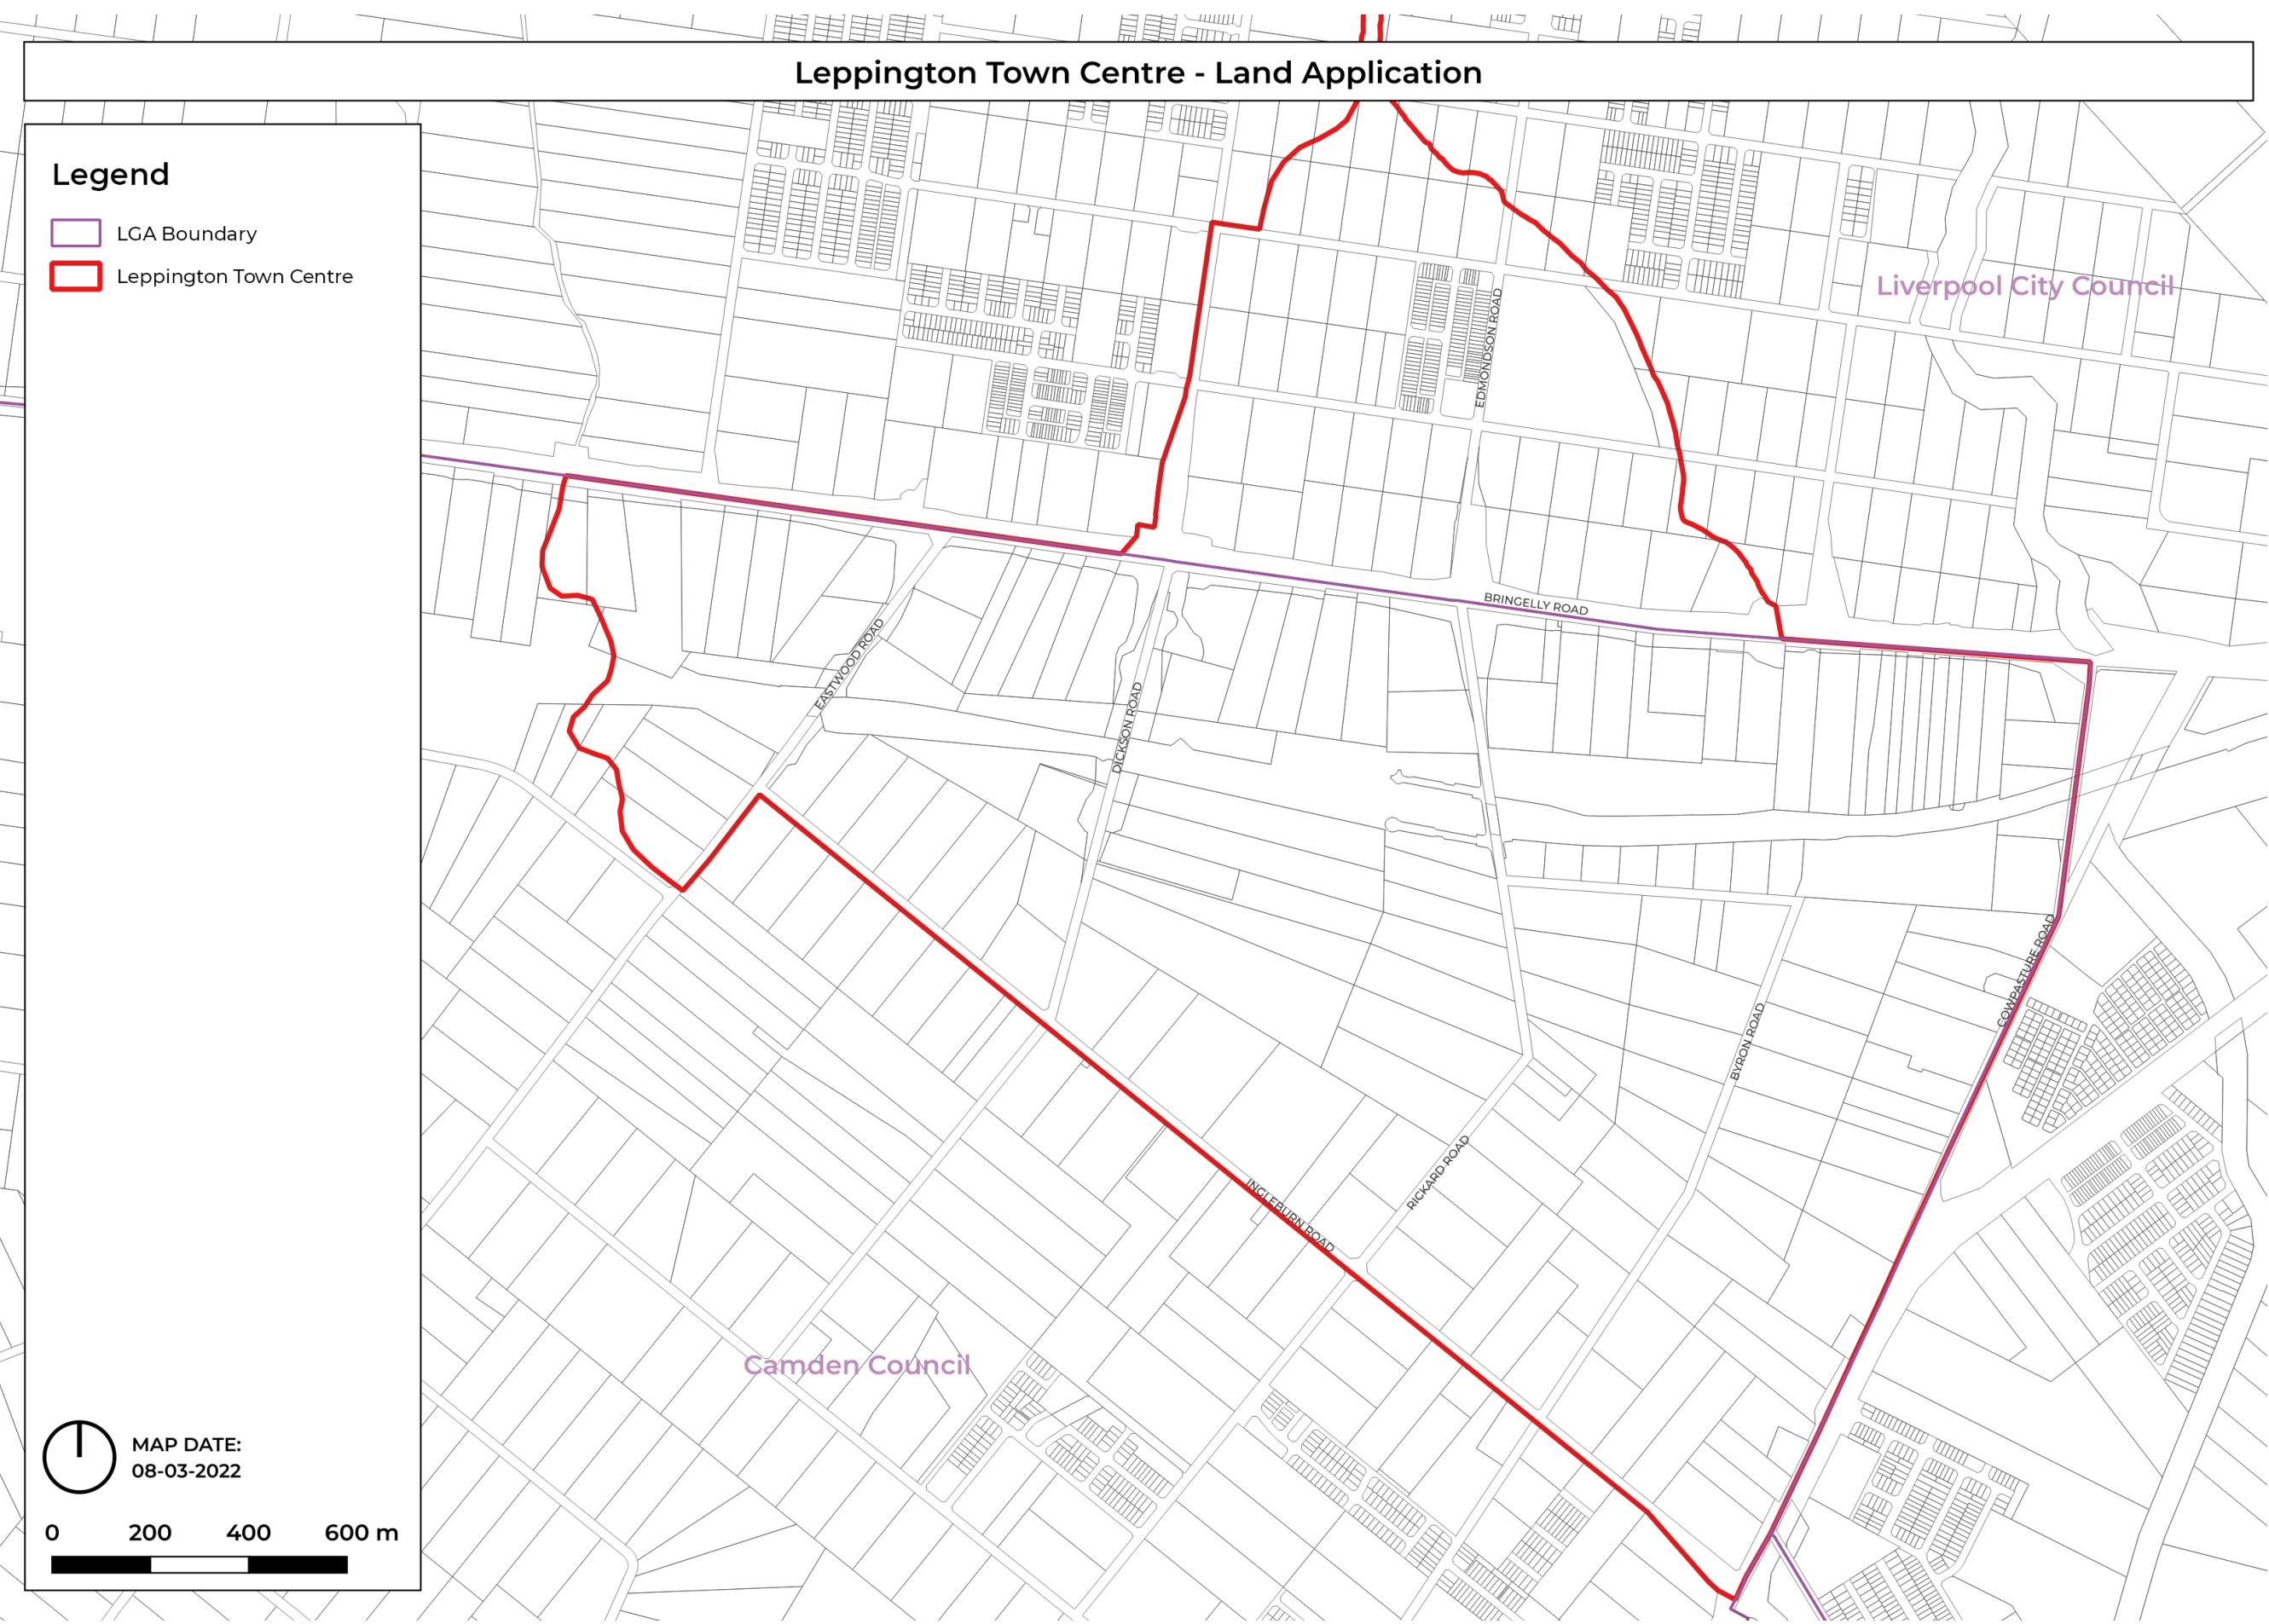 Leppington Town Centre - Land Application
Legend
LGA Boundary
Leppington Town Centre
Liverpool City Council
EDMONDSON ROAD
BRINGELLY ROAD
EASTWOOD ROAD
DICKSON ROAD
COWPASTURE ROAD
BYRON ROAD
RICKARD ROAD
INGLEBURN ROAD
Camden Council
MAP DATE:
08-03-2022
0 200 400 600 m